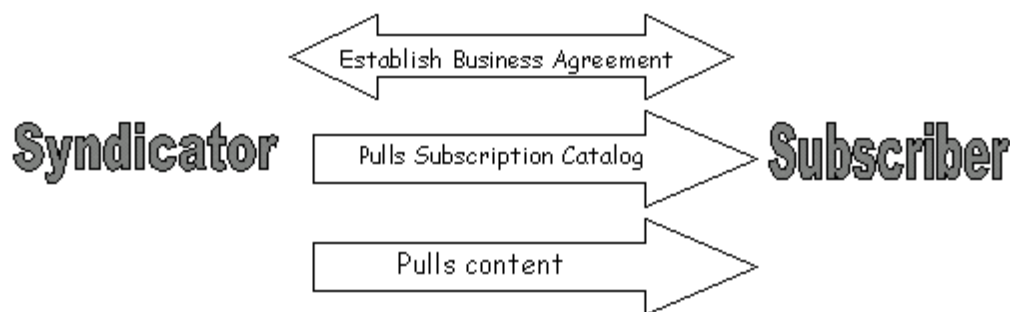 Establish Business Agreement
Syndicator
Pulls Subscription Catalog
Subscriber
Pulls content